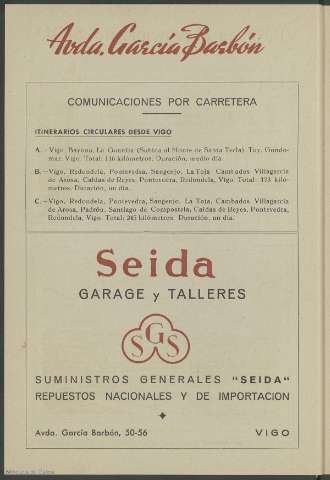 Avda. García Barbón
COMUNICACIONES POR CARRETERA
ITINERARIOS CIRCULARES DESDE VIGO
A. – Vigo, Bayona, La Guardia (Subida al Monte de Santa Tecla), Tuy, Gondo-
mar, Vigo. Total: 116 kilómetros. Duración, medio día.
B. – Vigo, Redondela, Pontevedra, Sangenjo, La Toja, Cambados, Villagarcía
de Arosa, Caldas de Reyes, Pontevedra, Redondela, Vigo. Total: 173 kiló-
metros. Duración, un día.
C. – Vigo, Redondela, Pontevedra, Sangenjo, La Toja, Cambados, Villagarcía
de Arosa, Padrón, Santiago de Compostela, Caldas de Reyes, Pontevedra,
Redondela, Vigo. Total: 265 kilómetros. Duración, un día.
Seida
GARAGE y TALLERES
SGS
SUMINISTROS GENERALES "SEIDA"
REPUESTOS NACIONALES Y DE IMPORTACION
Avda. García Barbón, 50-56 VIGO